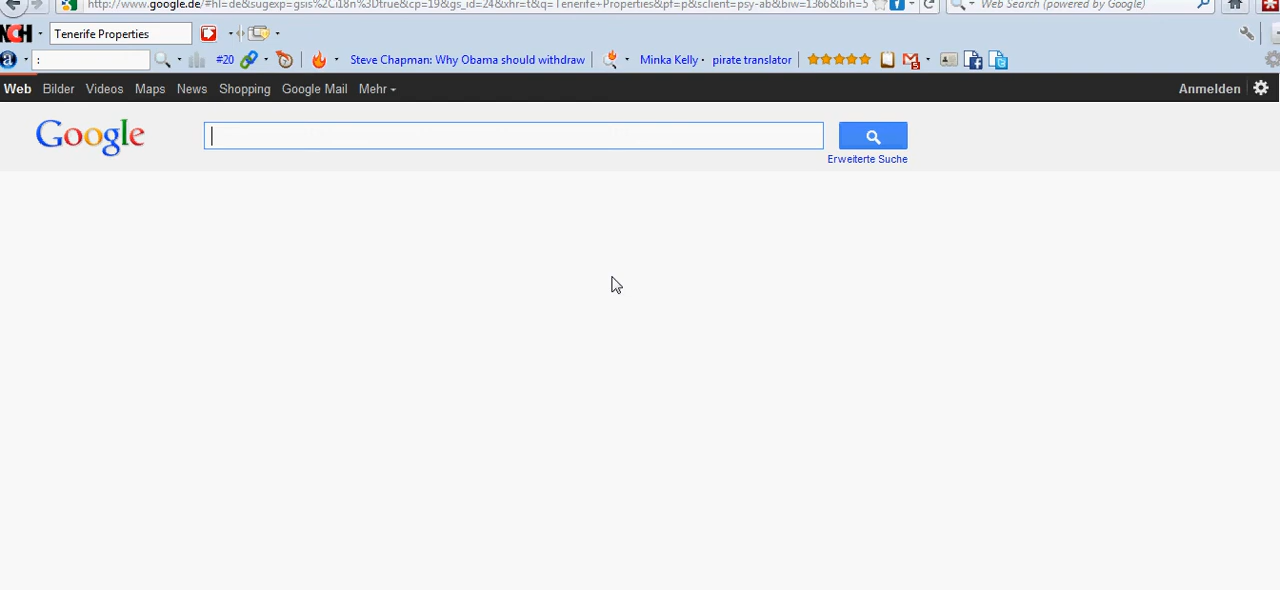 http://www.google.de/#hl=de&sugexp=gsis%2Ci18n%3Dtrue&cp=19&gs_id=24&xhr=t&q=Tenerife+Properties&pf=p&sclient=psy-ab&biw=1366&bih=5 Web Search (powered by Google)
NCH Tenerife Properties
a : #20 Steve Chapman: Why Obama should withdraw Minka Kelly · pirate translator 5
Web Bilder Videos Maps News Shopping Google Mail Mehr Anmelden
Google
Erweiterte Suche